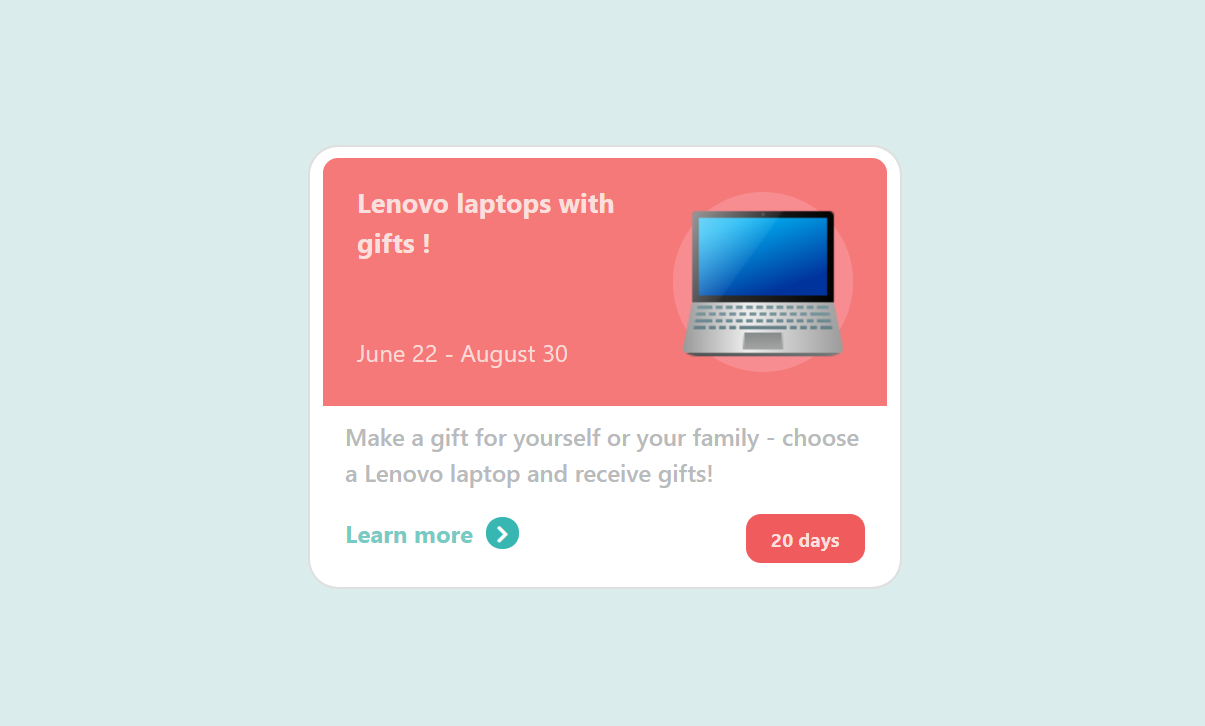 Lenovo laptops with
gifts !
June 22 - August 30
Make a gift for yourself or your family - choose
a Lenovo laptop and receive gifts!
Learn more
20 days